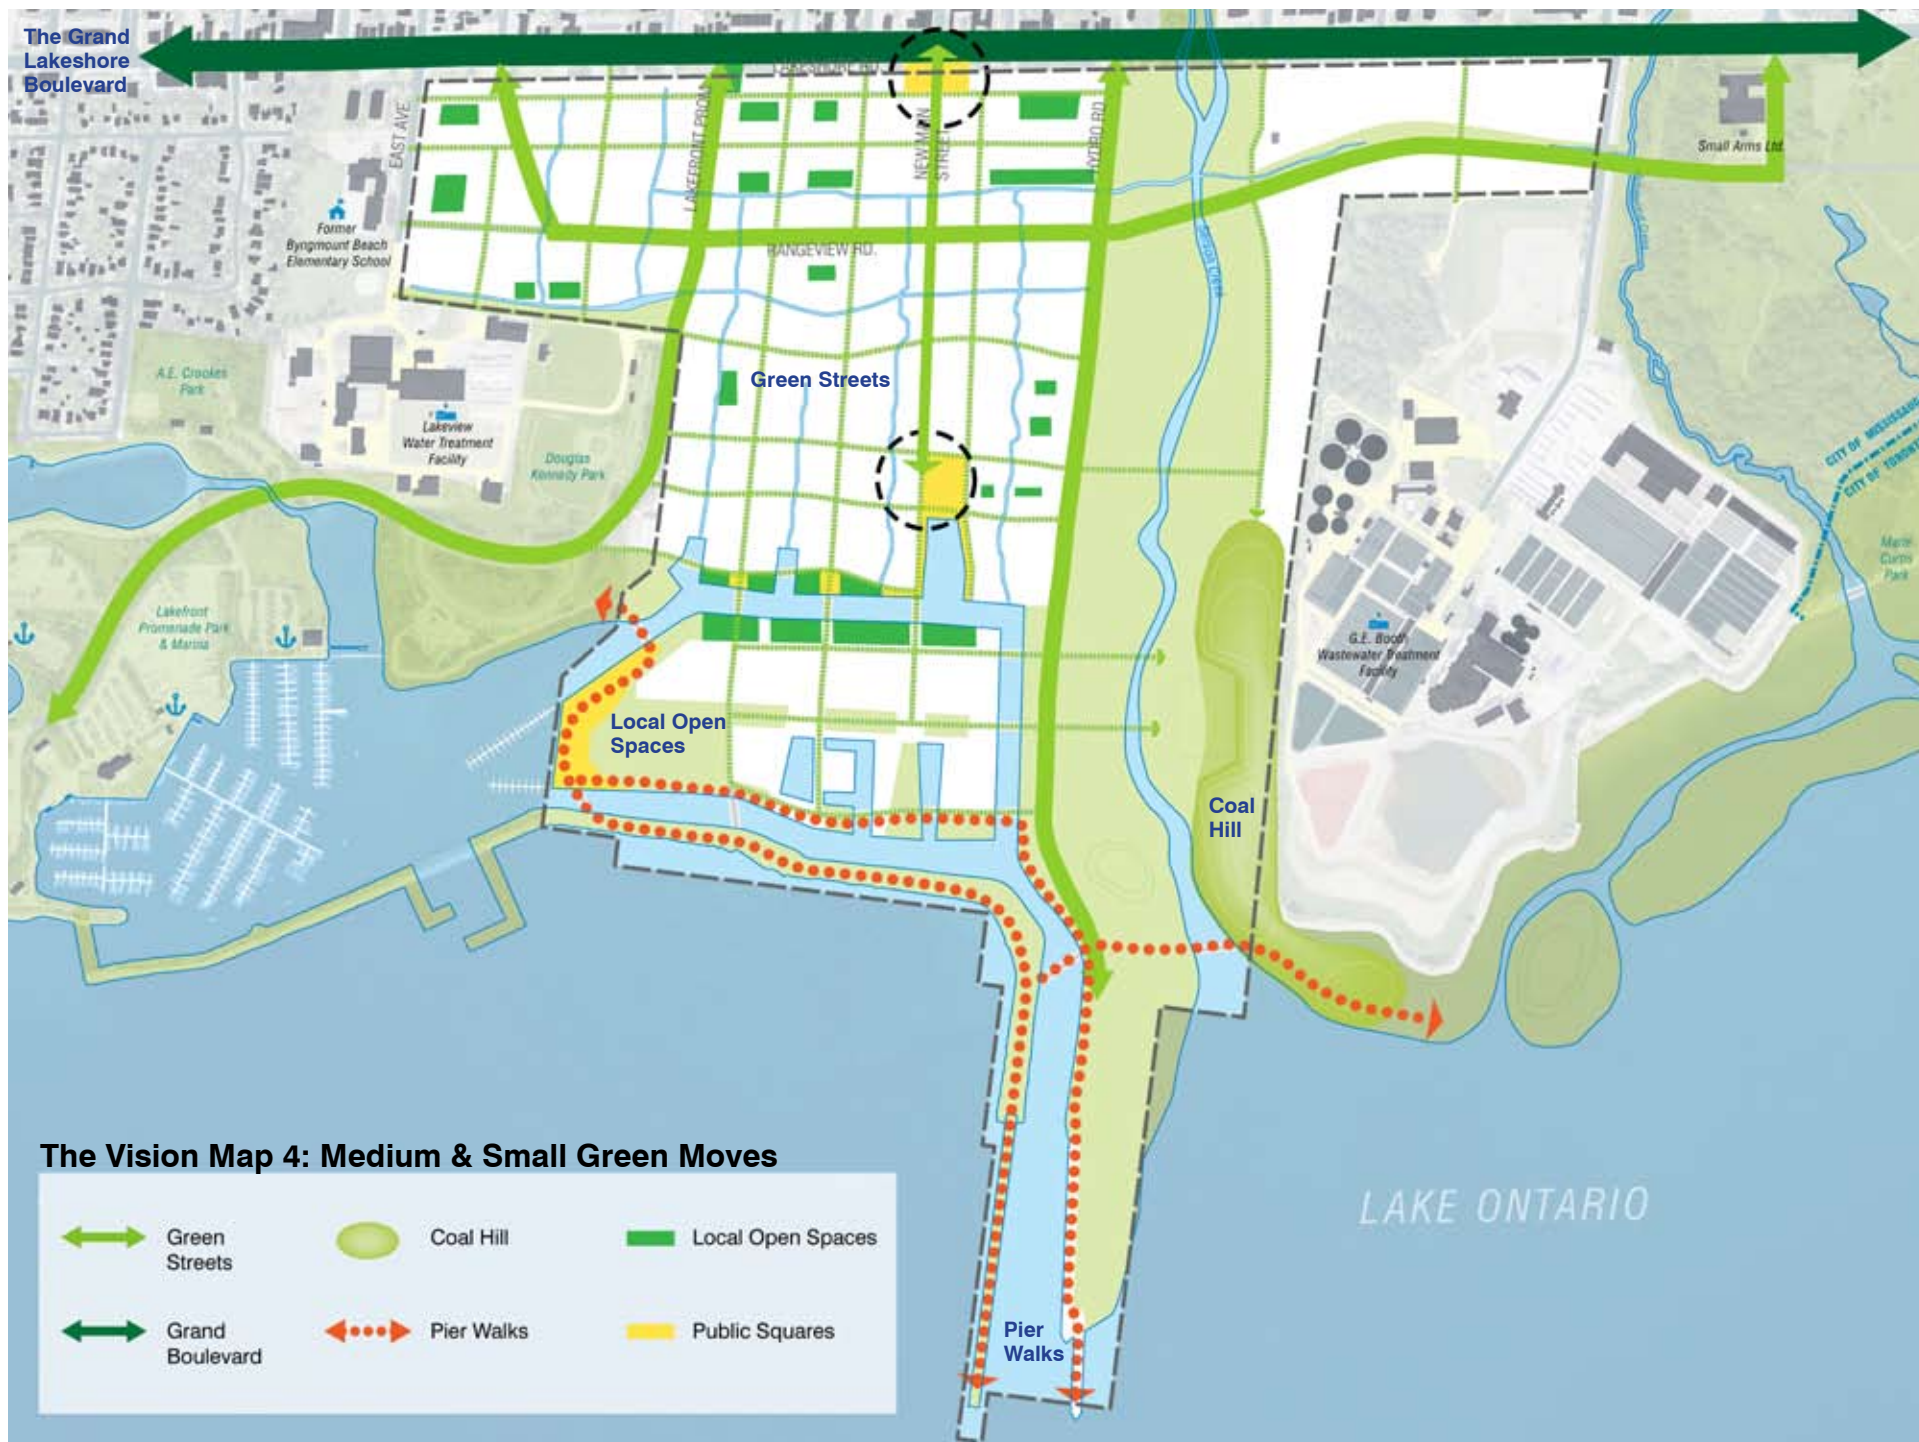 The Grand
Lakeshore
Boulevard
LAKESHORE RD.
EAST AVE
LAKEFRONT PROM
NEW MAIN
STREET
HYDRO RD.
Small Arms Ltd.
Former
Byngmount Beach
Elementary School
RANGEVIEW RD.
A.E. Crookes
Park
Green Streets
Lakeview
Water Treatment
Facility
Douglas
Kennedy Park
CITY OF MISSISSAUG
CITY OF TORONT
Marie
Curtis
Park
Lakefront
Promenade Park
& Marina
G.E. Booth
Wastewater Treatment
Facility
Local Open
Spaces
Coal
Hill
The Vision Map 4: Medium & Small Green Moves
Green
Streets
Coal Hill
Local Open Spaces
Grand
Boulevard
Pier Walks
Public Squares
Pier
Walks
LAKE ONTARIO